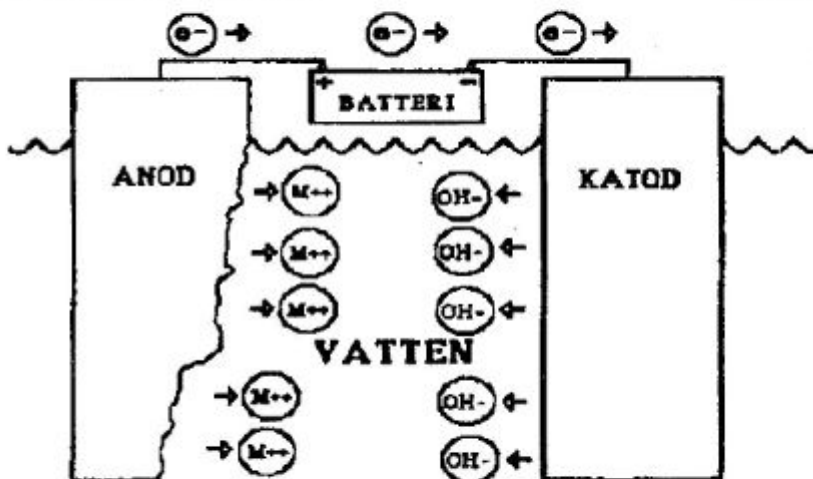 e- e- e-
+ -
BATTERI
ANOD
KATOD
M++ OH-
M++ OH-
M++ OH-
VATTEN
M++ OH-
M++ OH-